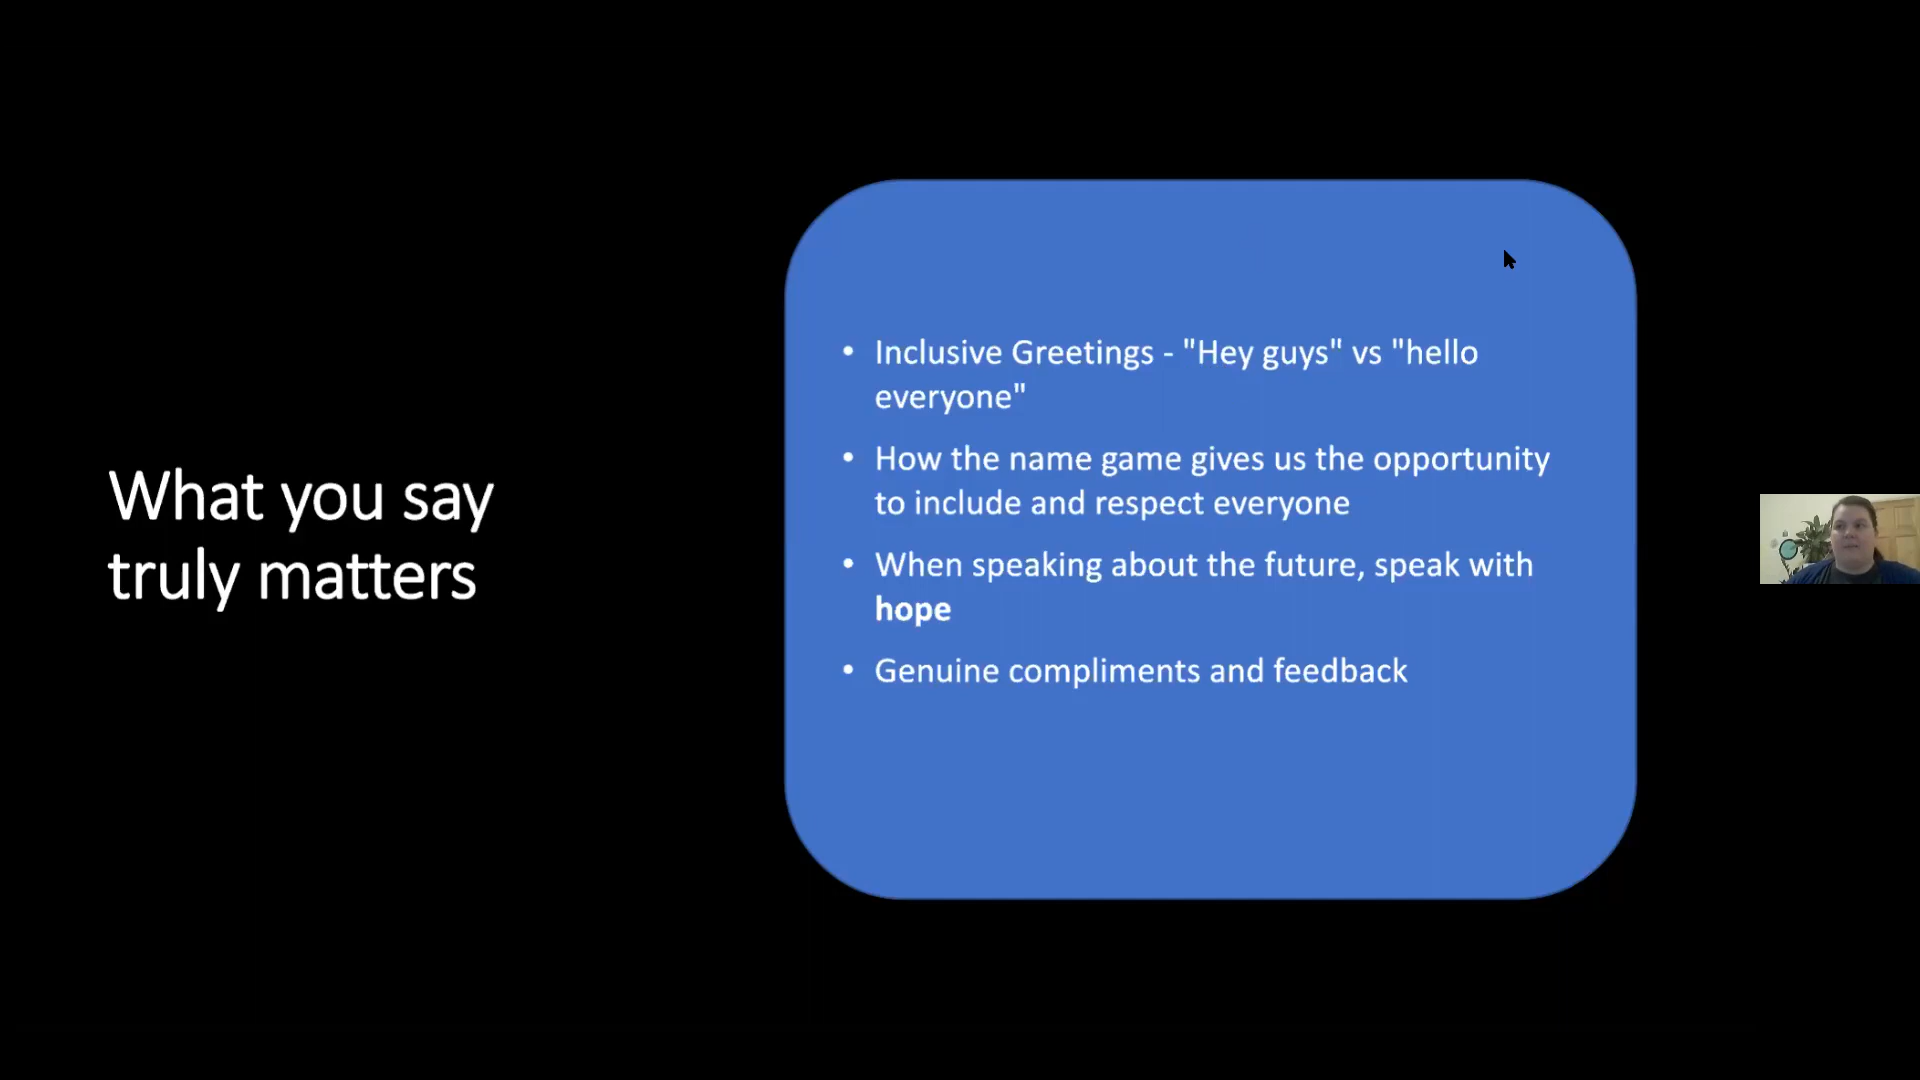 What you say
truly matters
• Inclusive Greetings - "Hey guys" vs "hello
everyone"
• How the name game gives us the opportunity
to include and respect everyone
• When speaking about the future, speak with
hope
• Genuine compliments and feedback